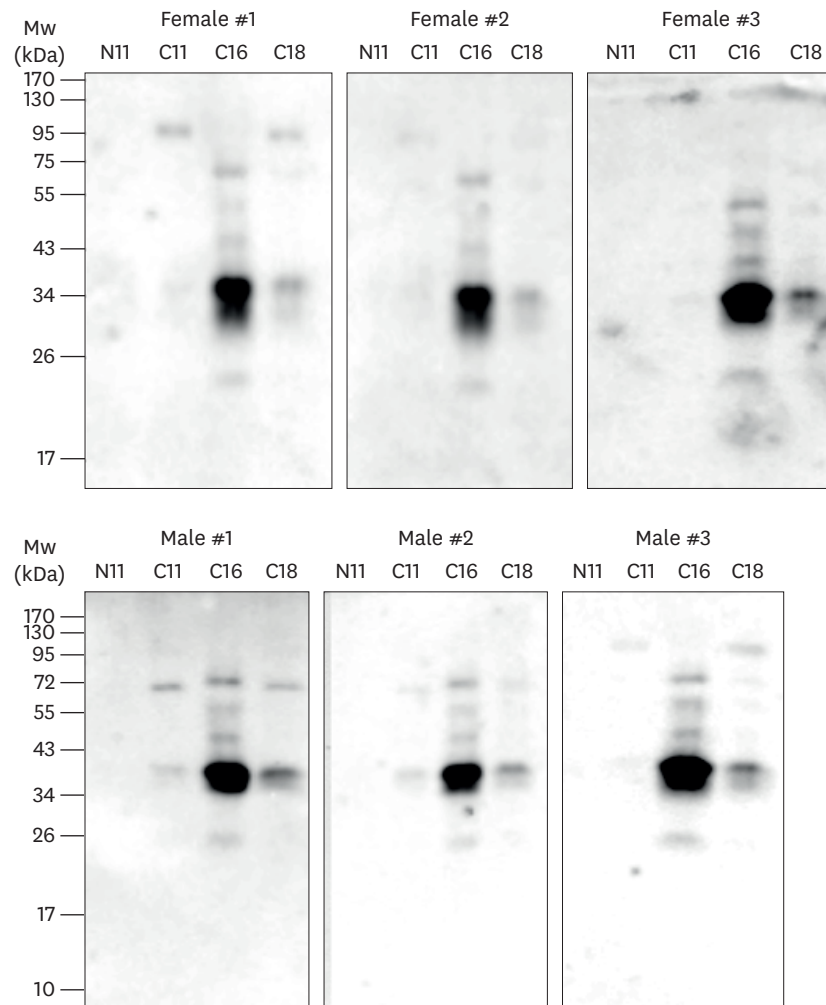 Mw
(kDa)
Female #1
Female #2
Female #3
N11 C11 C16 C18
N11 C11 C16 C18
N11 C11 C16 C18
170
130
95
75
55
43
34
26
17
Mw
(kDa)
Male #1
Male #2
Male #3
N11 C11 C16 C18
N11 C11 C16 C18
N11 C11 C16 C18
170
130
95
72
55
43
34
26
17
10